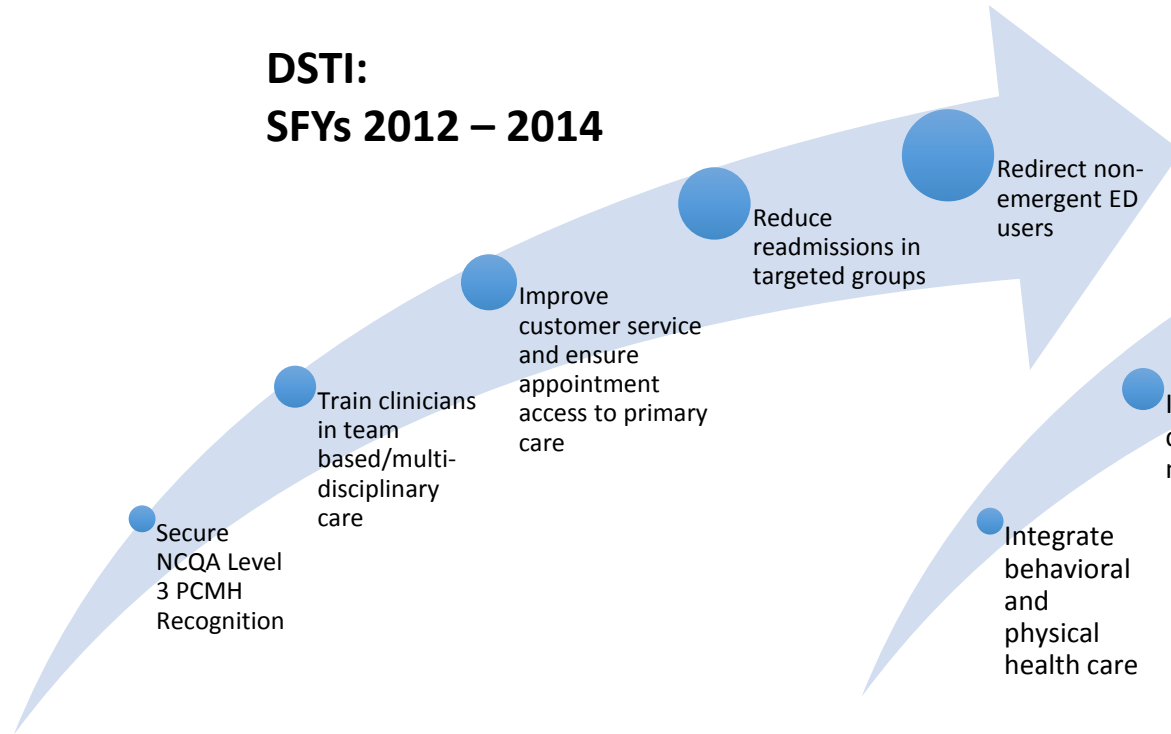 DSTI:
SFYs 2012 – 2014
Secure
NCQA Level
3 PCMH
Recognition
Train clinicians
in team
based/multi-
disciplinary
care
Improve
customer service
and ensure
appointment
access to primary
care
Reduce
readmissions in
targeted groups
Redirect non-
emergent ED
users
Integrate
behavioral
and
physical
health care